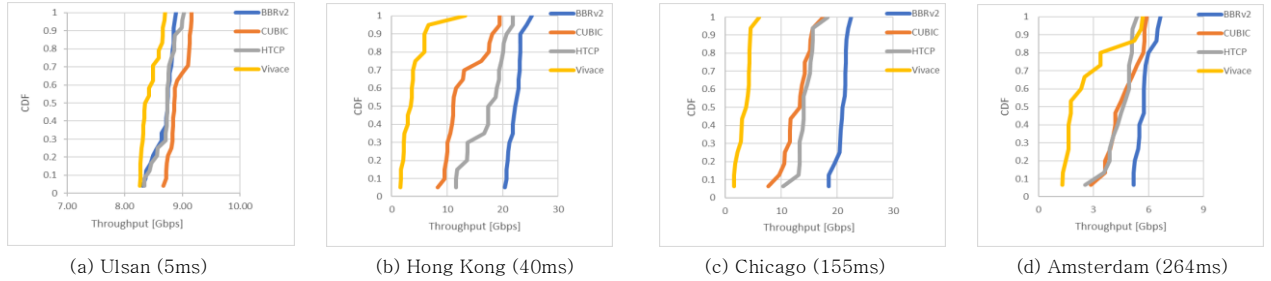 CDF
1
0.9
0.8
0.7
0.6
0.5
0.4
0.3
0.2
0.1
0
7.00
8.00
9.00
10.00
Throughput [Gbps]
BBRv2
CUBIC
HTCP
Vivace
(a) Ulsan (5ms)
CDF
1
0.9
0.8
0.7
0.6
0.5
0.4
0.3
0.2
0.1
0
0
10
20
30
Throughput [Gbps]
BBRv2
CUBIC
HTCP
Vivace
(b) Hong Kong (40ms)
CDF
1
0.9
0.8
0.7
0.6
0.5
0.4
0.3
0.2
0.1
0
0
10
20
30
Throughput [Gbps]
BBRv2
CUBIC
HTCP
Vivace
(c) Chicago (155ms)
CDF
1
0.9
0.8
0.7
0.6
0.5
0.4
0.3
0.2
0.1
0
0
3
6
9
Throughput [Gbps]
BBRv2
CUBIC
HTCP
Vivace
(d) Amsterdam (264ms)